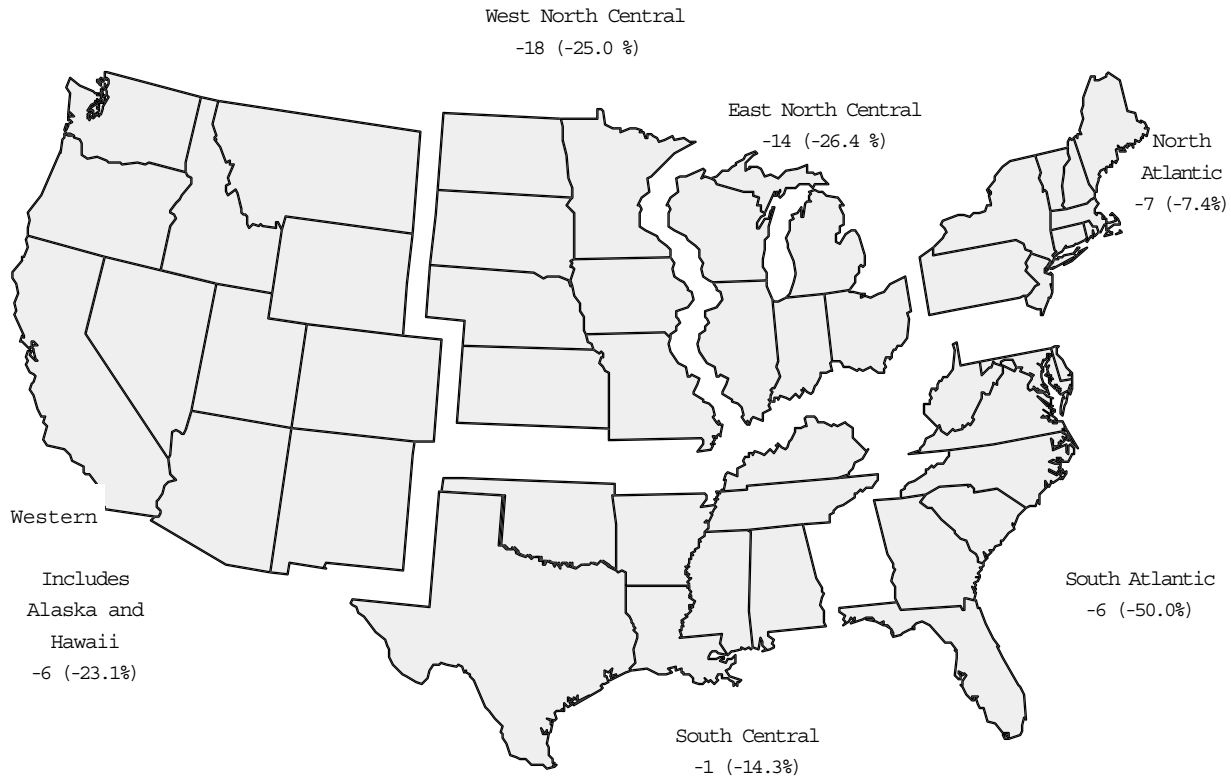 West North Central
-18 (-25.0 %)
East North Central
-14 (-26.4 %)
North
Atlantic
-7 (-7.4%)
Western
Includes
Alaska and
Hawaii
-6 (-23.1%)
South Atlantic
-6 (-50.0%)
South Central
-1 (-14.3%)